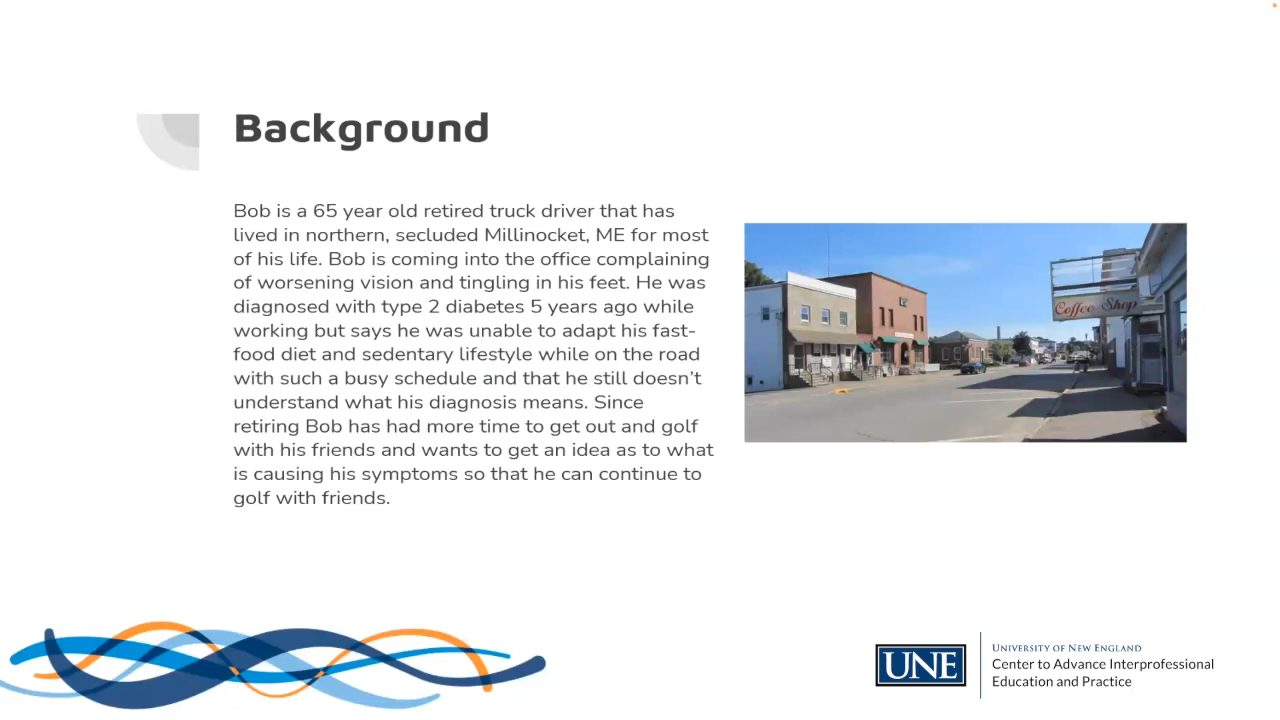 Background
Bob is a 65 year old retired truck driver that has
lived in northern, secluded Millinocket, ME for most
of his life. Bob is coming into the office complaining
of worsening vision and tingling in his feet. He was
diagnosed with type 2 diabetes 5 years ago while
working but says he was unable to adapt his fast-
food diet and sedentary lifestyle while on the road
with such a busy schedule and that he still doesn’t
understand what his diagnosis means. Since
retiring Bob has had more time to get out and golf
with his friends and wants to get an idea as to what
is causing his symptoms so that he can continue to
golf with friends.
Coffee Shop
UNE
University of New England
Center to Advance Interprofessional
Education and Practice